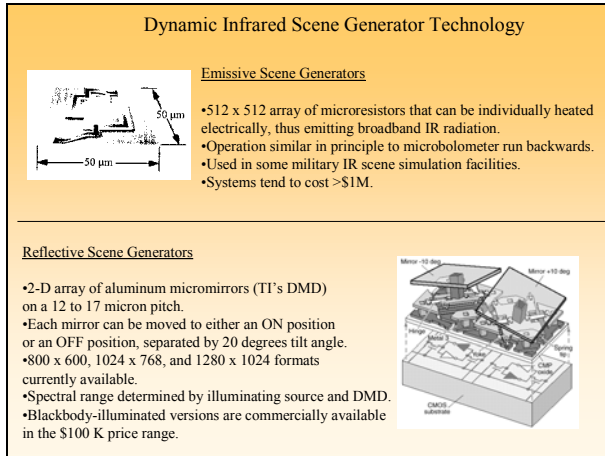 Dynamic Infrared Scene Generator Technology
Emissive Scene Generators
50 µm
50 µm
•512 x 512 array of microresistors that can be individually heated
electrically, thus emitting broadband IR radiation.
•Operation similar in principle to microbolometer run backwards.
•Used in some military IR scene simulation facilities.
•Systems tend to cost >$1M.
Reflective Scene Generators
•2-D array of aluminum micromirrors (TI's DMD)
on a 12 to 17 micron pitch.
•Each mirror can be moved to either an ON position
or an OFF position, separated by 20 degrees tilt angle.
•800 x 600, 1024 x 768, and 1280 x 1024 formats
currently available.
•Spectral range determined by illuminating source and DMD.
•Blackbody-illuminated versions are commercially available
in the $100 K price range.
Mirror -10 deg
Mirror +10 deg
Hinge
Metal 3
Yoke
Spring
tip
CMP
oxide
CMOS
substrate